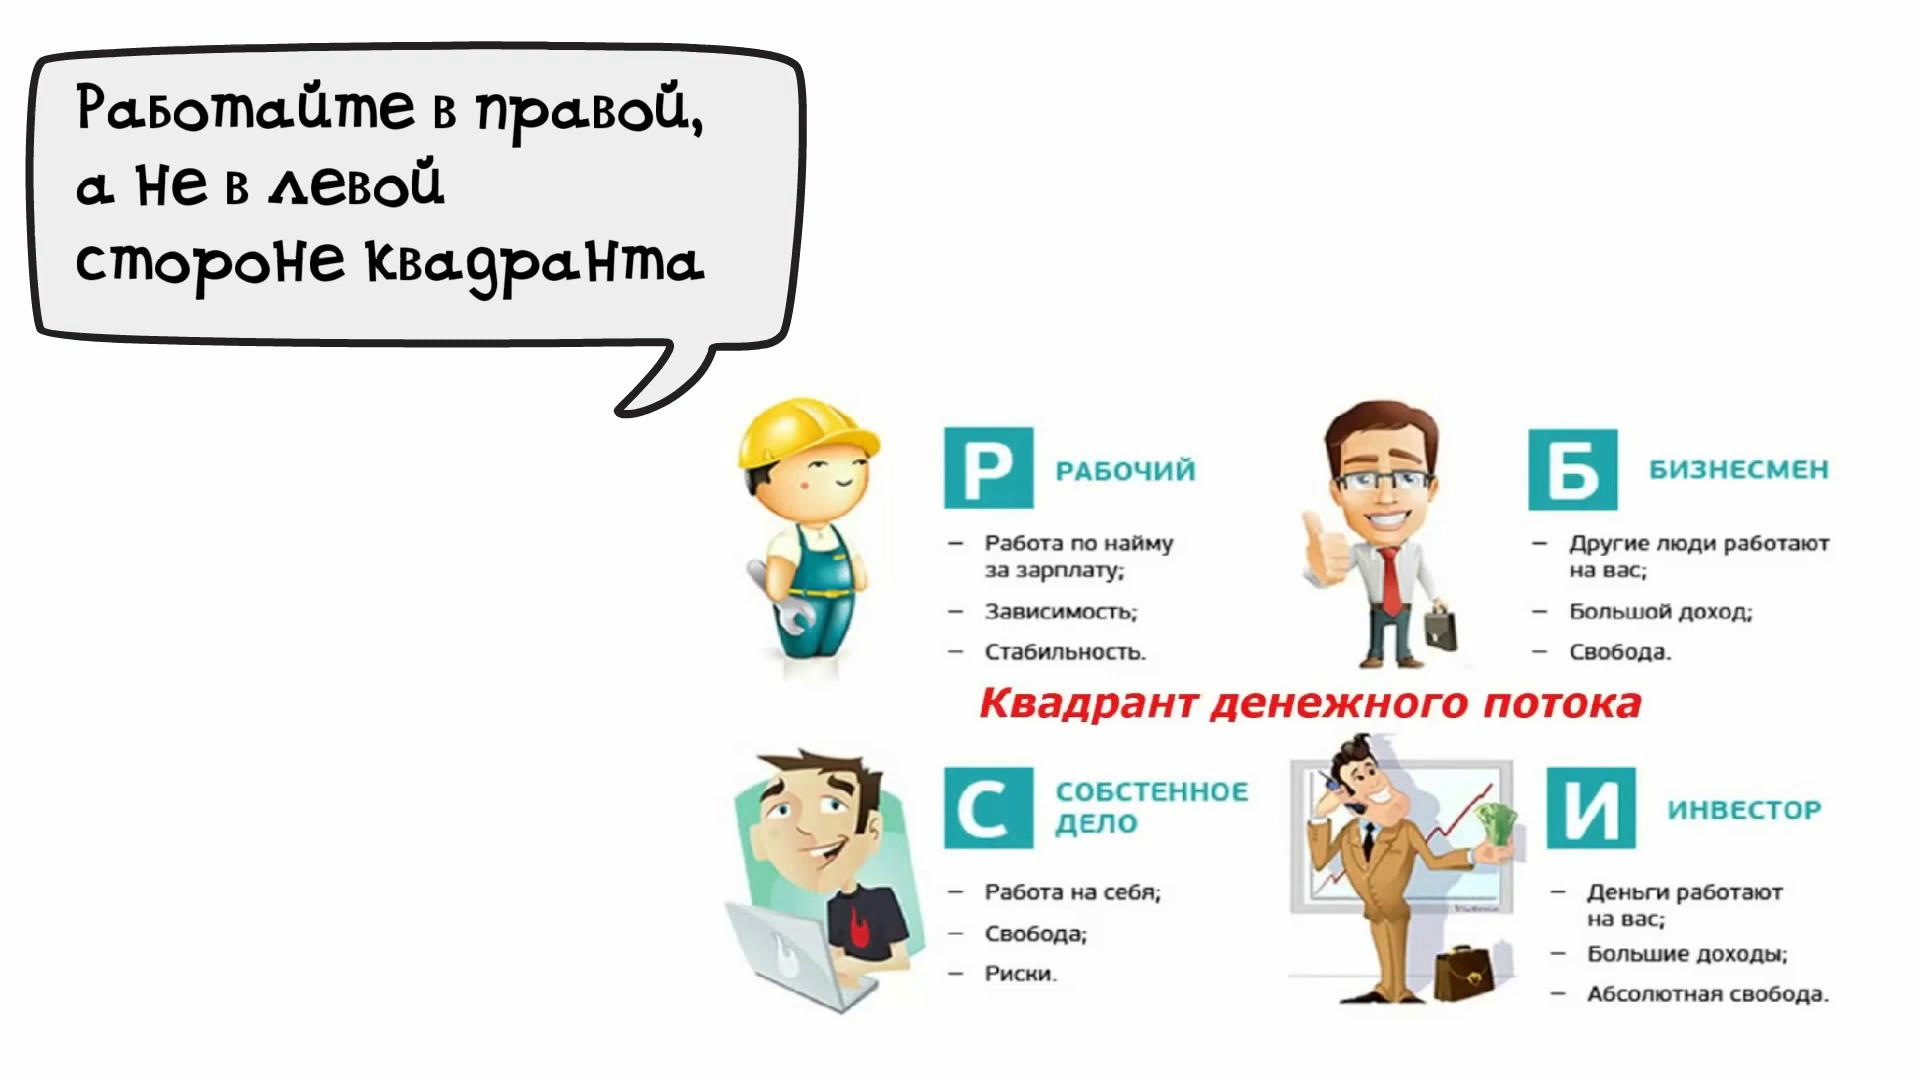 Работайте в правой,
а не в левой
стороне квадранта
Р
РАБОЧИЙ
– Работа по найму
за зарплату;
– Зависимость;
– Стабильность.
Б
БИЗНЕСМЕН
– Другие люди работают
на вас;
– Большой доход;
– Свобода.
Квадрант денежного потока
С
СОБСТЕННОЕ
ДЕЛО
– Работа на себя;
– Свобода;
– Риски.
И
ИНВЕСТОР
– Деньги работают
на вас;
– Большие доходы;
– Абсолютная свобода.